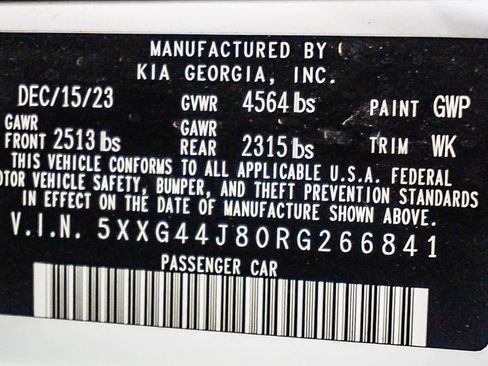 MANUFACTURED BY
KIA GEORGIA, INC.
DEC/15/23 GVWR 4564 lbs PAINT GWP
GAWR FRONT 2513 lbs GAWR REAR 2315 lbs TRIM WK
THIS VEHICLE CONFORMS TO ALL APPLICABLE U.S.A. FEDERAL
OTOR VEHICLE SAFETY, BUMPER, AND THEFT PREVENTION STANDARDS
IN EFFECT ON THE DATE OF MANUFACTURE SHOWN ABOVE.
V.I.N. 5XXG44J80RG266841
PASSENGER CAR